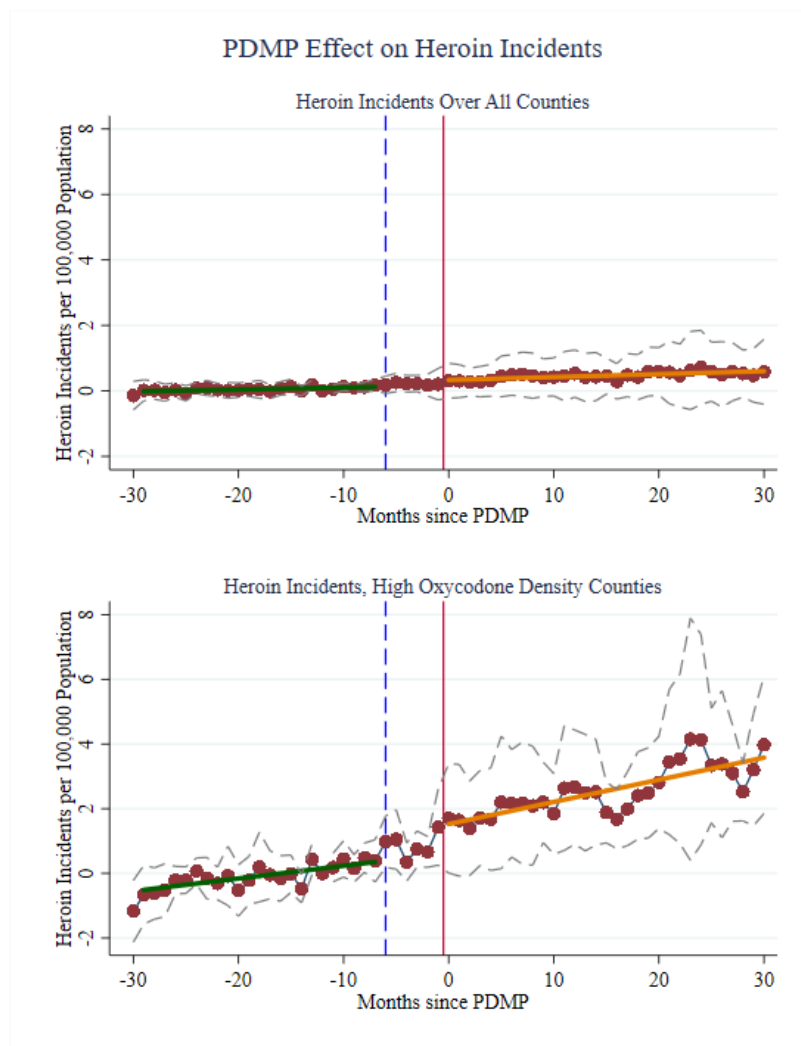 PDMP Effect on Heroin Incidents
Heroin Incidents Over All Counties
Heroin Incidents per 100,000 Population
8
6
4
2
0
-2
-30 -20 -10 0 10 20 30
Months since PDMP
Heroin Incidents, High Oxycodone Density Counties
Heroin Incidents per 100,000 Population
8
6
4
2
0
-2
-30 -20 -10 0 10 20 30
Months since PDMP